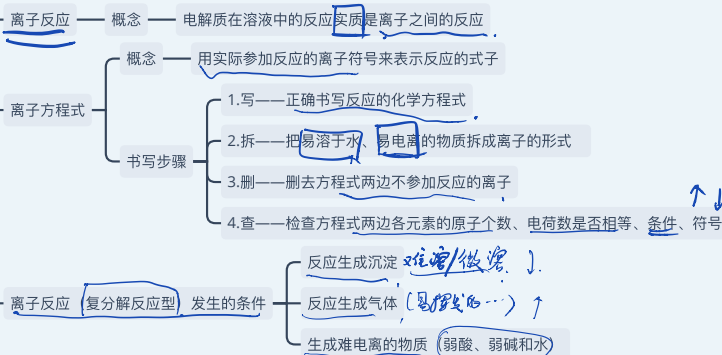 离子反应 概念 电解质在溶液中的反应实质是离子之间的反应
概念 用实际参加反应的离子符号来表示反应的式子
离子方程式
1.写——正确书写反应的化学方程式
2.拆——把易溶于水、易电离的物质拆成离子的形式
书写步骤
3.删——删去方程式两边不参加反应的离子
4.查——检查方程式两边各元素的原子个数、电荷数是否相等、条件、符号
反应生成沉淀 难溶/微溶 ↓
离子反应（复分解反应型）发生的条件 反应生成气体 (易挥发的…) ↑
生成难电离的物质（弱酸、弱碱和水）